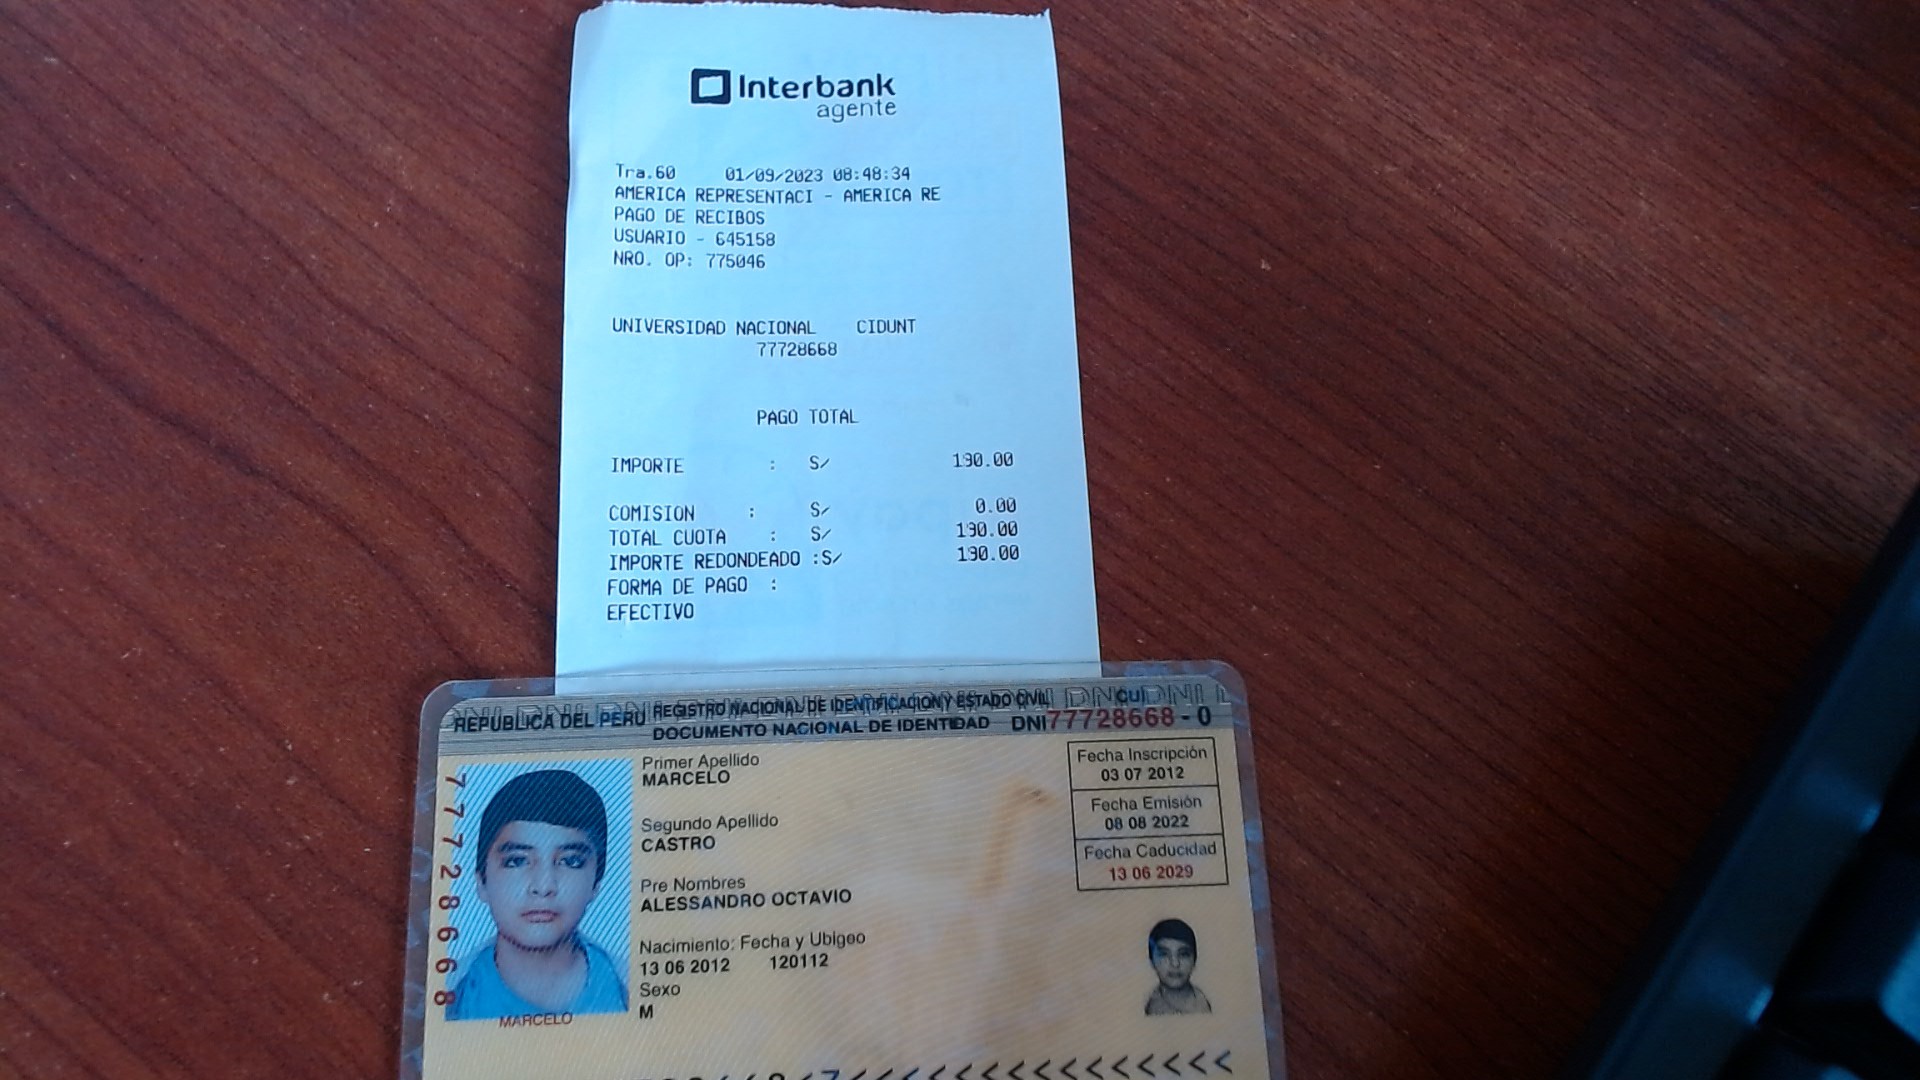 Interbank
agente
Tra.60 01/09/2023 08:48:34
AMERICA REPRESENTACI - AMERICA RE
PAGO DE RECIBOS
USUARIO - 645158
NRO. OP: 775046
UNIVERSIDAD NACIONAL CIDUNT
77728668
PAGO TOTAL
IMPORTE : S/ 190.00
COMISION : S/ 0.00
TOTAL CUOTA : S/ 190.00
IMPORTE REDONDEADO :S/ 190.00
FORMA DE PAGO :
EFECTIVO
REPUBLICA DEL PERU REGISTRO NACIONAL DE IDENTIFICACION Y ESTADO CIVIL CUI
DOCUMENTO NACIONAL DE IDENTIDAD DNI 77728668 - 0
Primer Apellido
MARCELO
Segundo Apellido
CASTRO
Pre Nombres
ALESSANDRO OCTAVIO
Nacimiento: Fecha y Ubigeo
13 06 2012 120112
Sexo
M
Fecha Inscripción
03 07 2012
Fecha Emisión
08 08 2022
Fecha Caducidad
13 06 2029
77728668
MARCELO